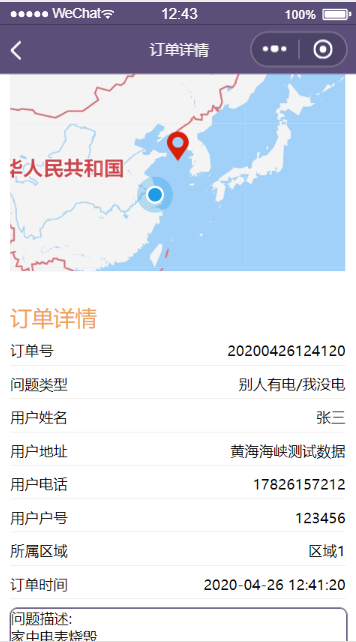 WeChat 12:43 100%
订单详情
华人民共和国
订单详情
订单号 20200426124120
问题类型 别人有电/我没电
用户姓名 张三
用户地址 黄海海峡测试数据
用户电话 17826157212
用户户号 123456
所属区域 区域1
订单时间 2020-04-26 12:41:20
问题描述:
家中电表烧毁